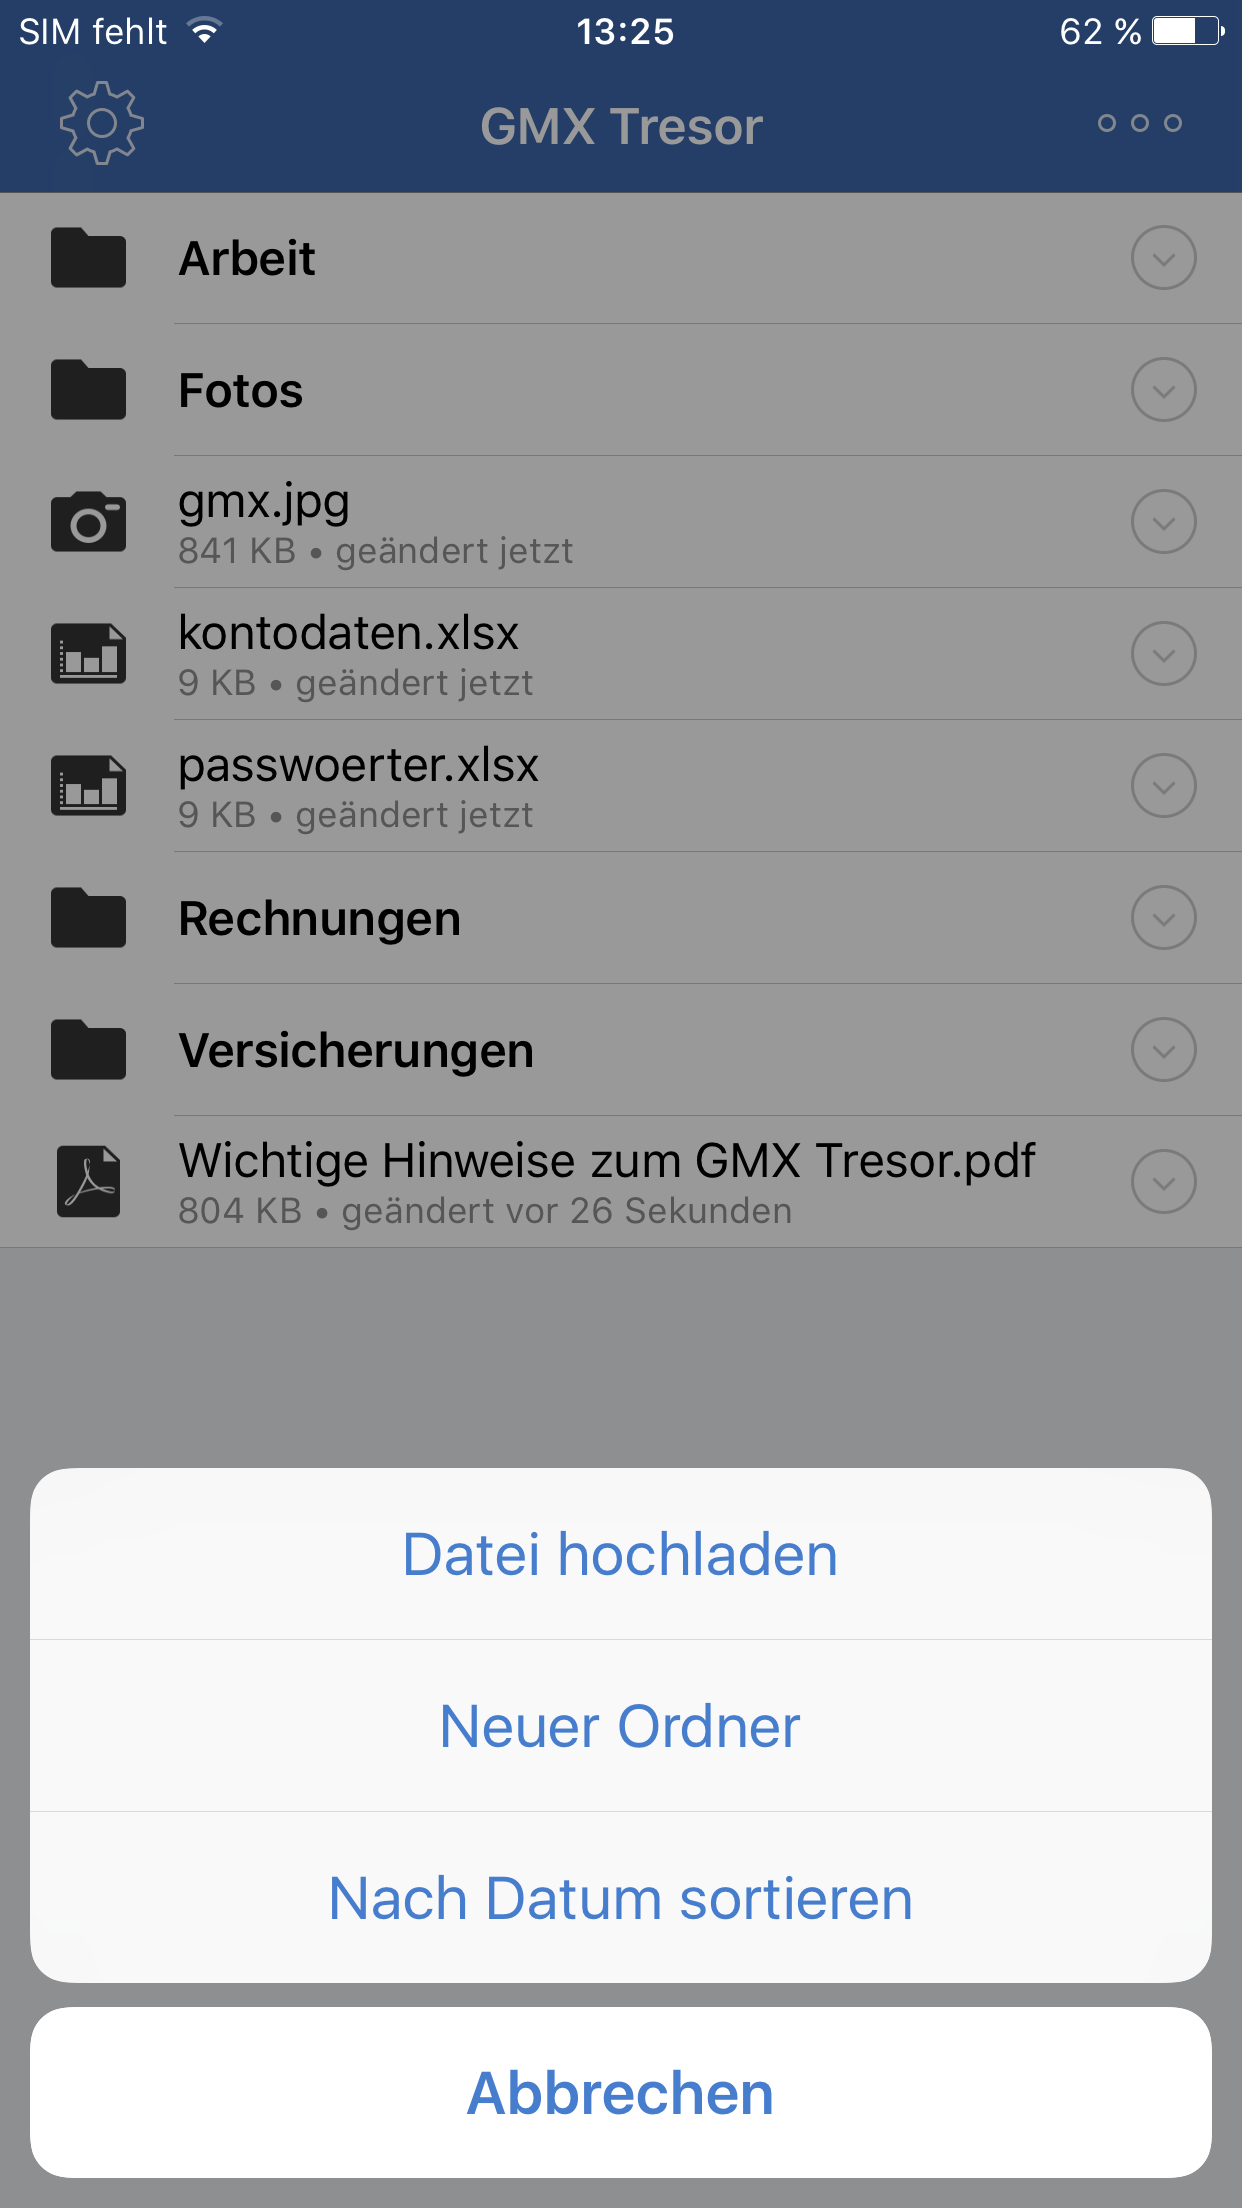 SIM fehlt
13:25
62 %
GMX Tresor
Arbeit
Fotos
gmx.jpg
841 KB • geändert jetzt
kontodaten.xlsx
9 KB • geändert jetzt
passwoerter.xlsx
9 KB • geändert jetzt
Rechnungen
Versicherungen
Wichtige Hinweise zum GMX Tresor.pdf
804 KB • geändert vor 26 Sekunden
Datei hochladen
Neuer Ordner
Nach Datum sortieren
Abbrechen